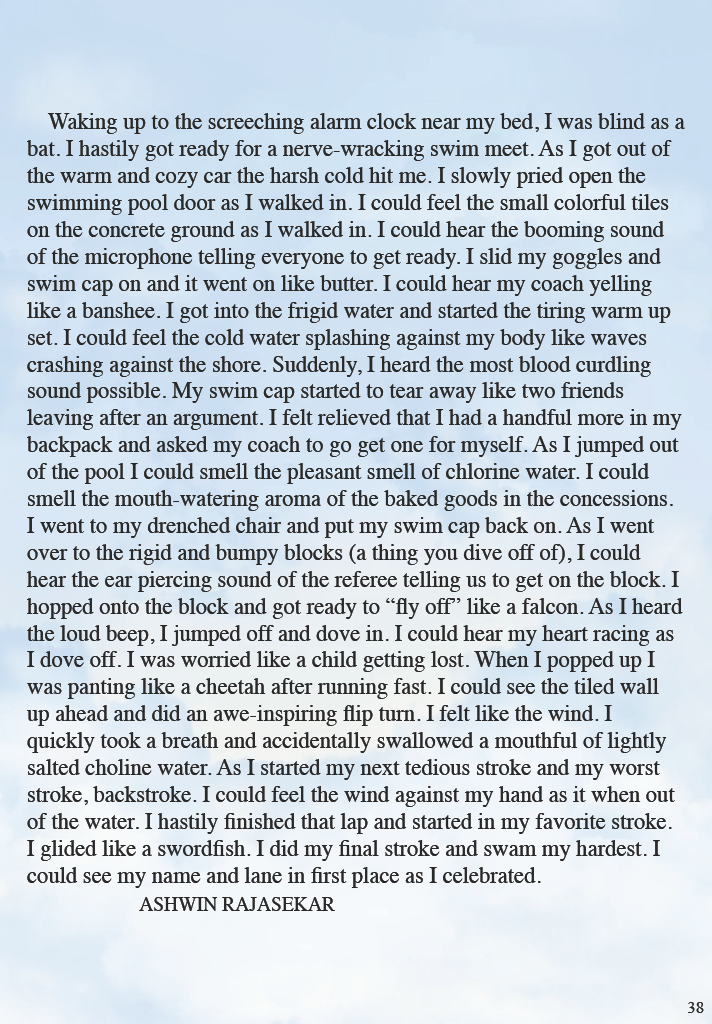 Waking up to the screeching alarm clock near my bed, I was blind as a
bat. I hastily got ready for a nerve-wracking swim meet. As I got out of
the warm and cozy car the harsh cold hit me. I slowly pried open the
swimming pool door as I walked in. I could feel the small colorful tiles
on the concrete ground as I walked in. I could hear the booming sound
of the microphone telling everyone to get ready. I slid my goggles and
swim cap on and it went on like butter. I could hear my coach yelling
like a banshee. I got into the frigid water and started the tiring warm up
set. I could feel the cold water splashing against my body like waves
crashing against the shore. Suddenly, I heard the most blood curdling
sound possible. My swim cap started to tear away like two friends
leaving after an argument. I felt relieved that I had a handful more in my
backpack and asked my coach to go get one for myself. As I jumped out
of the pool I could smell the pleasant smell of chlorine water. I could
smell the mouth-watering aroma of the baked goods in the concessions.
I went to my drenched chair and put my swim cap back on. As I went
over to the rigid and bumpy blocks (a thing you dive off of), I could
hear the ear piercing sound of the referee telling us to get on the block. I
hopped onto the block and got ready to “fly off” like a falcon. As I heard
the loud beep, I jumped off and dove in. I could hear my heart racing as
I dove off. I was worried like a child getting lost. When I popped up I
was panting like a cheetah after running fast. I could see the tiled wall
up ahead and did an awe-inspiring flip turn. I felt like the wind. I
quickly took a breath and accidentally swallowed a mouthful of lightly
salted choline water. As I started my next tedious stroke and my worst
stroke, backstroke. I could feel the wind against my hand as it when out
of the water. I hastily finished that lap and started in my favorite stroke.
I glided like a swordfish. I did my final stroke and swam my hardest. I
could see my name and lane in first place as I celebrated.
ASHWIN RAJASEKAR
38